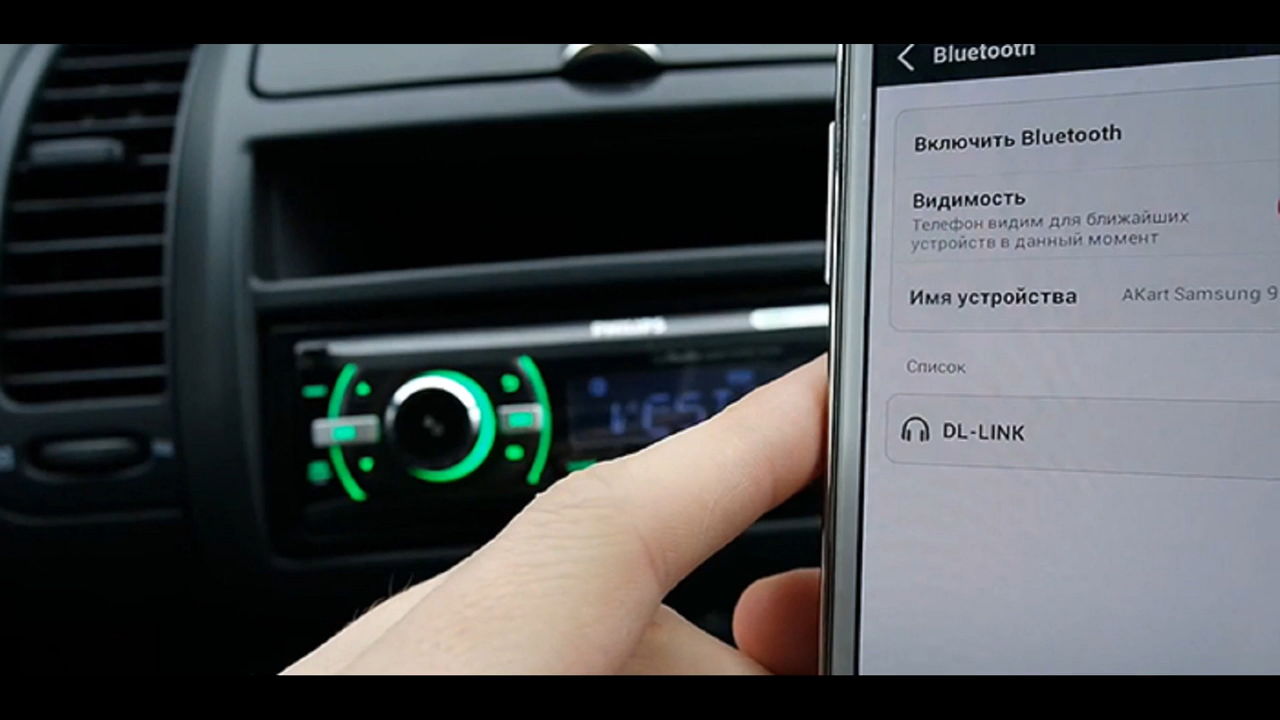 Bluetooth
Включить Bluetooth
Видимость
Телефон видим для ближайших
устройств в данный момент
Имя устройства AKart Samsung 9
Список
DL-LINK
PHILIPS